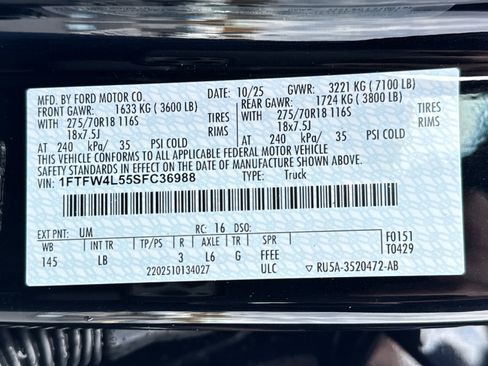 MFD. BY FORD MOTOR CO. 10/25 GVWR: 3221 KG ( 7100 LB)
FRONT GAWR: 1633 KG ( 3600 LB) REAR GAWR: 1724 KG ( 3800 LB)
WITH 275/70R18 116S TIRES WITH 275/70R18 116S TIRES
18x7.5J RIMS 18x7.5J RIMS
AT 240 kPa/ 35 PSI COLD AT 240 kPa/ 35 PSI COLD
THIS VEHICLE CONFORMS TO ALL APPLICABLE FEDERAL MOTOR VEHICLE
SAFETY STANDARDS IN EFFECT ON THE DATE OF MANUFACTURE SHOWN ABOVE.
VIN: 1FTFW4L55SFC36988 TYPE: Truck
EXT PNT: UM RC: 16 DSO: F0151
WB INT TR TP/PS R AXLE TR SPR T0429
145 LB 3 L6 G FFEE
2202510134027 ULC RU5A-3520472-AB